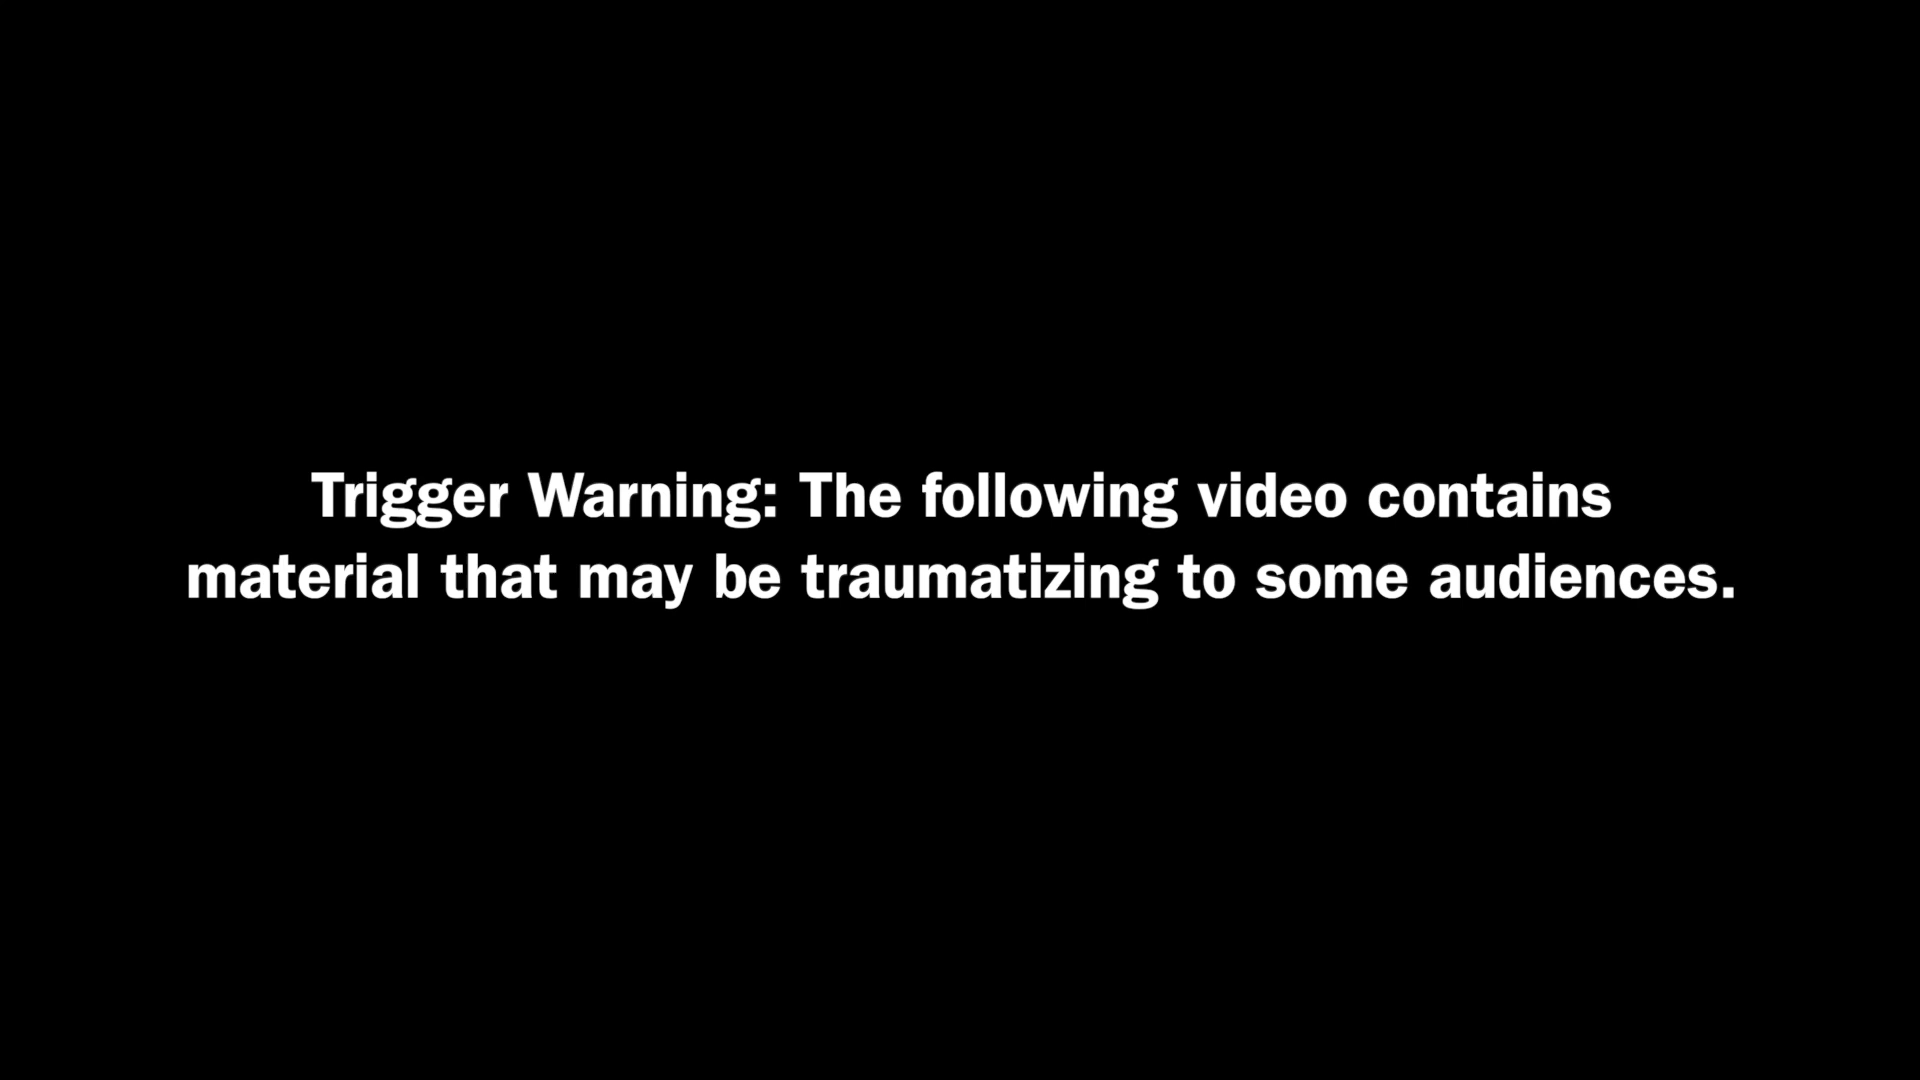 Trigger Warning: The following video contains
material that may be traumatizing to some audiences.